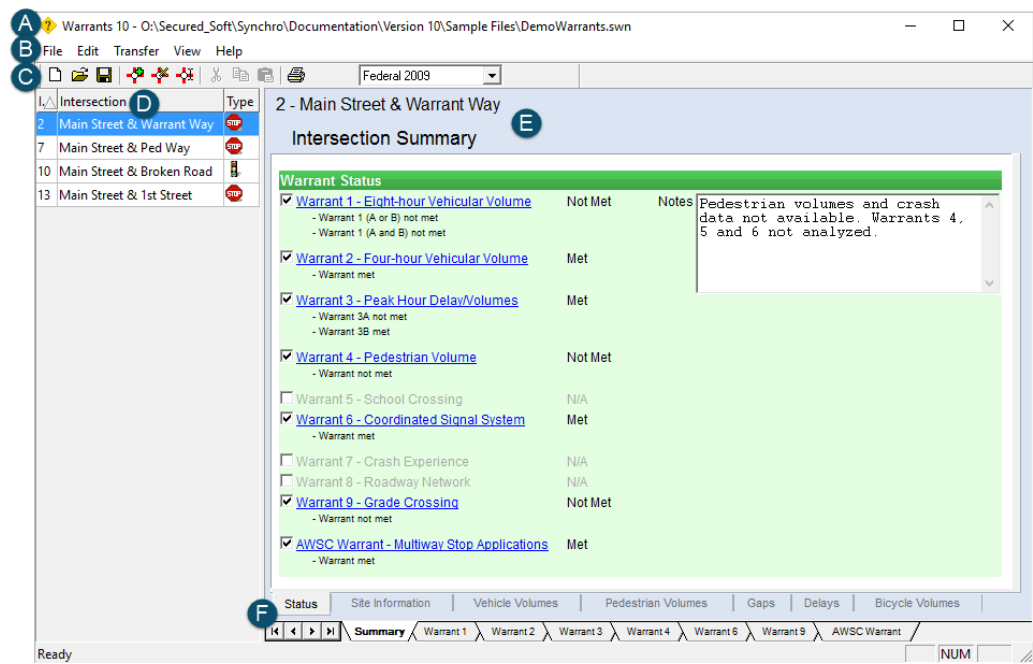 A Warrants 10 - O:\Secured_Soft\Synchro\Documentation\Version 10\Sample Files\DemoWarrants.swn
B File Edit Transfer View Help
C Federal 2009
I. Intersection D Type
2 Main Street & Warrant Way STOP
7 Main Street & Ped Way STOP
10 Main Street & Broken Road
13 Main Street & 1st Street STOP
2 - Main Street & Warrant Way
E
Intersection Summary
Warrant Status
Warrant 1 - Eight-hour Vehicular Volume Not Met
- Warrant 1 (A or B) not met
- Warrant 1 (A and B) not met
Warrant 2 - Four-hour Vehicular Volume Met
- Warrant met
Warrant 3 - Peak Hour Delay/Volumes Met
- Warrant 3A not met
- Warrant 3B met
Warrant 4 - Pedestrian Volume Not Met
- Warrant not met
Warrant 5 - School Crossing N/A
Warrant 6 - Coordinated Signal System Met
- Warrant met
Warrant 7 - Crash Experience N/A
Warrant 8 - Roadway Network N/A
Warrant 9 - Grade Crossing Not Met
- Warrant not met
AWSC Warrant - Multiway Stop Applications Met
- Warrant met
Notes
Pedestrian volumes and crash
data not available. Warrants 4,
5 and 6 not analyzed.
F
Status Site Information Vehicle Volumes Pedestrian Volumes Gaps Delays Bicycle Volumes
Summary Warrant 1 Warrant 2 Warrant 3 Warrant 4 Warrant 6 Warrant 9 AWSC Warrant
Ready NUM